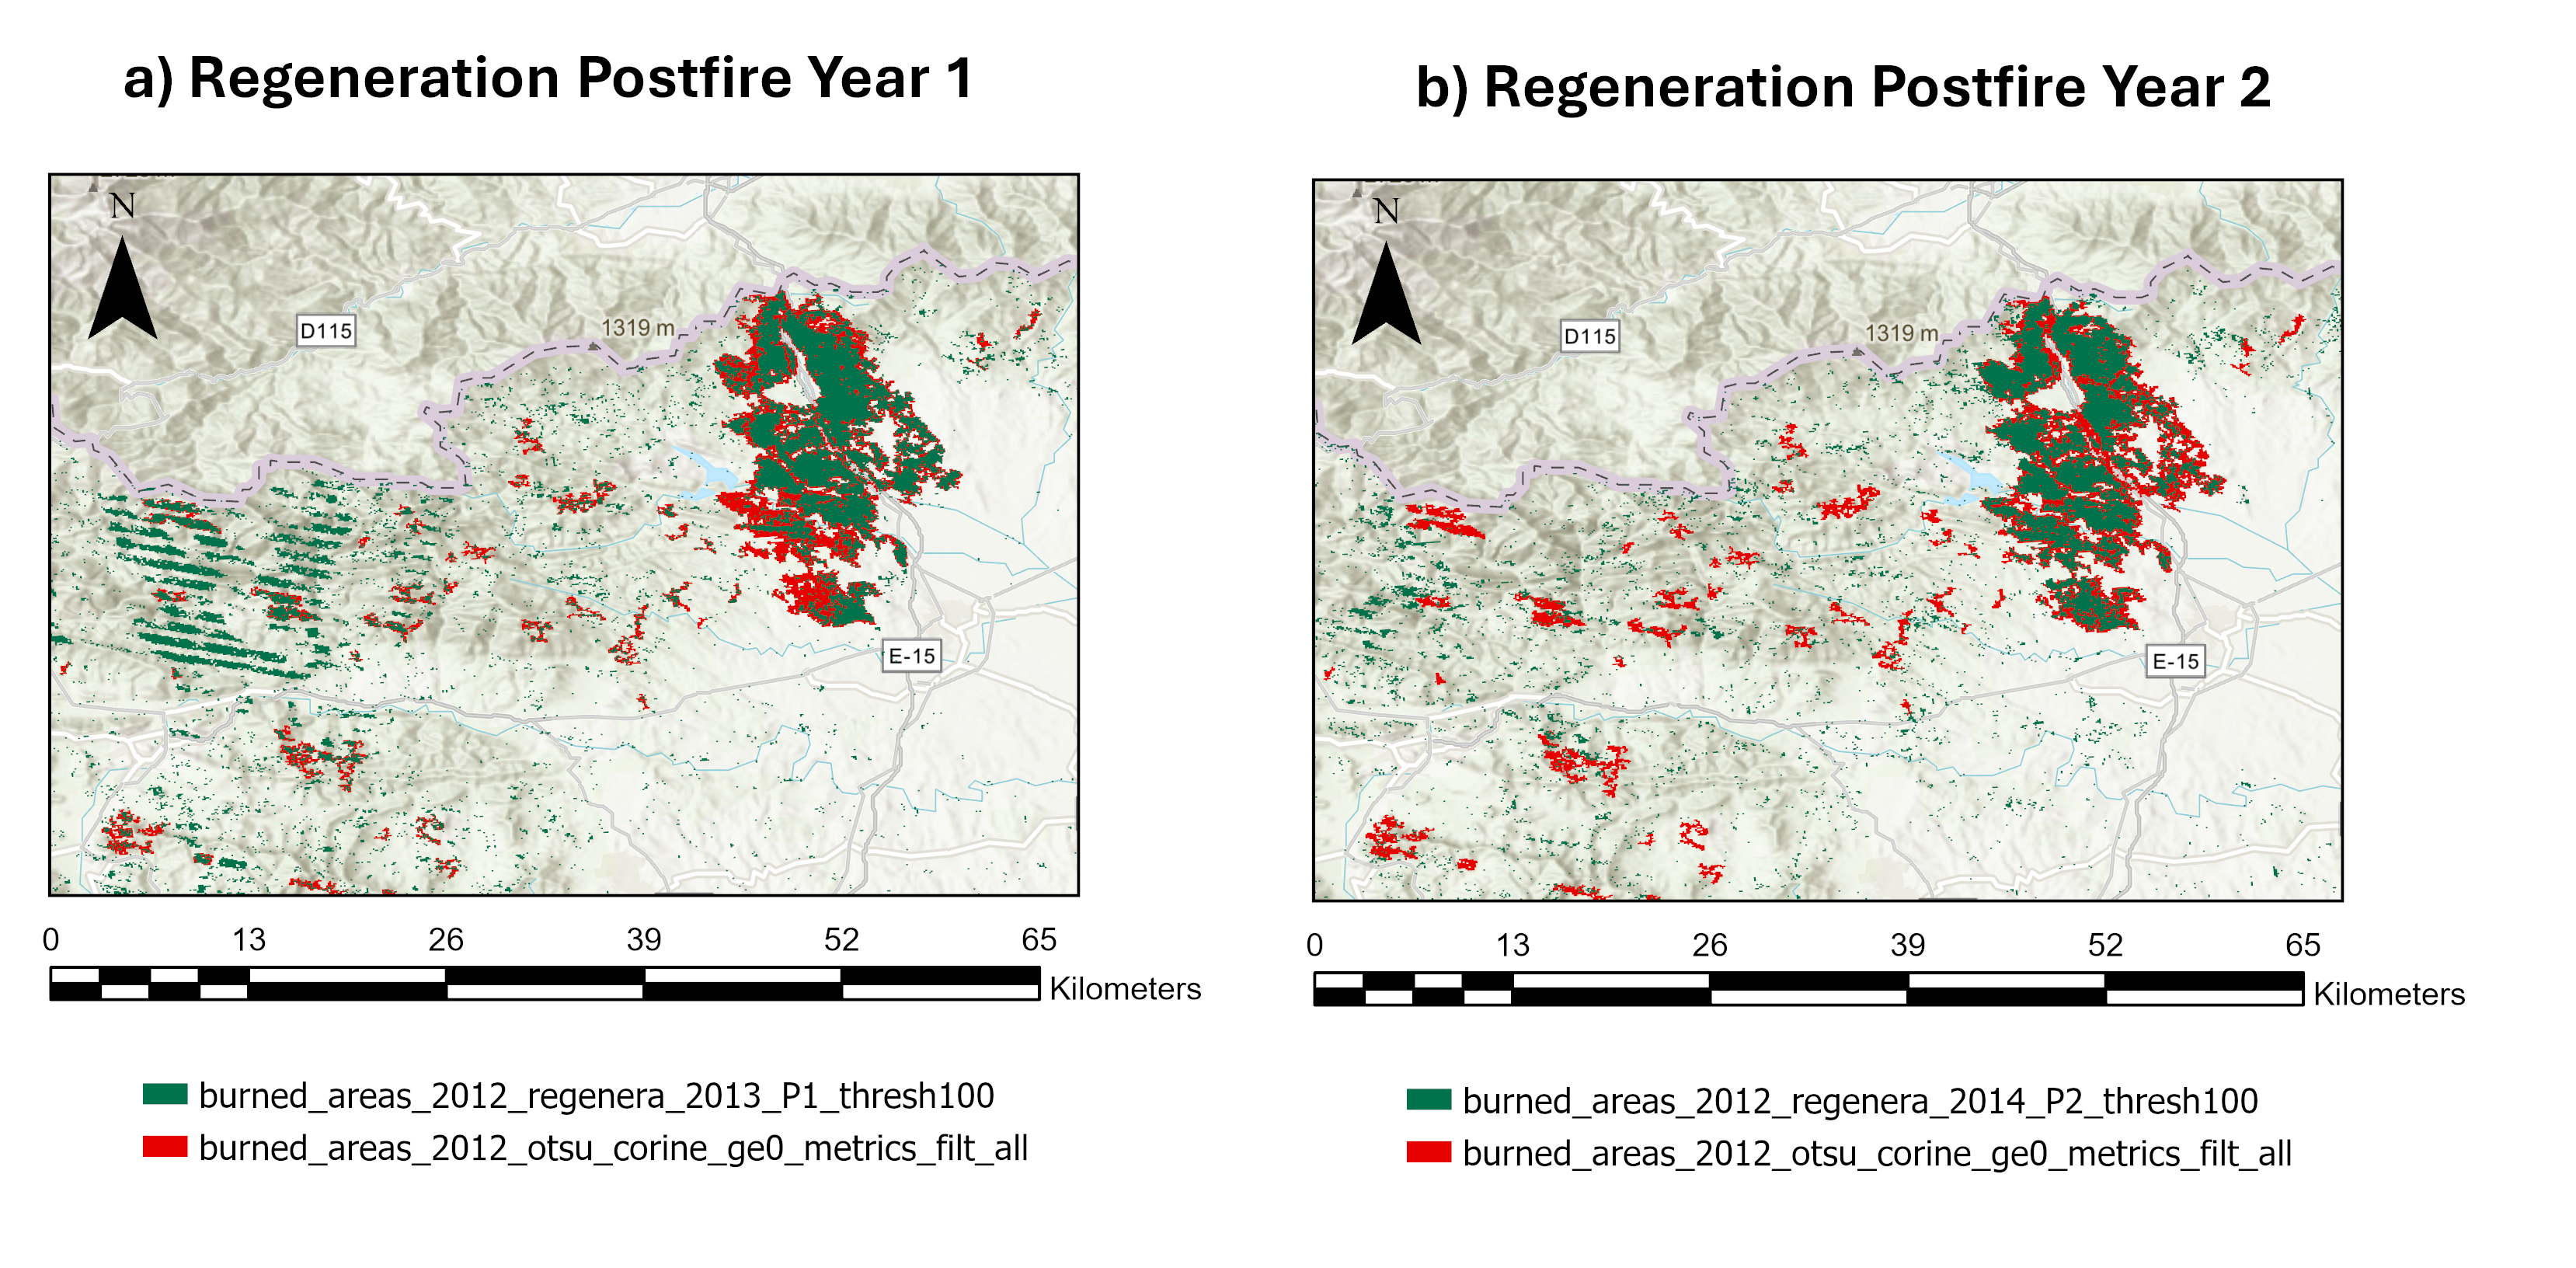 a) Regeneration Postfire Year 1
b) Regeneration Postfire Year 2
N
D115
1319 m
E-15
0 13 26 39 52 65
Kilometers
N
D115
1319 m
E-15
0 13 26 39 52 65
Kilometers
burned_areas_2012_regenera_2013_P1_thresh100
burned_areas_2012_otsu_corine_ge0_metrics_filt_all
burned_areas_2012_regenera_2014_P2_thresh100
burned_areas_2012_otsu_corine_ge0_metrics_filt_all